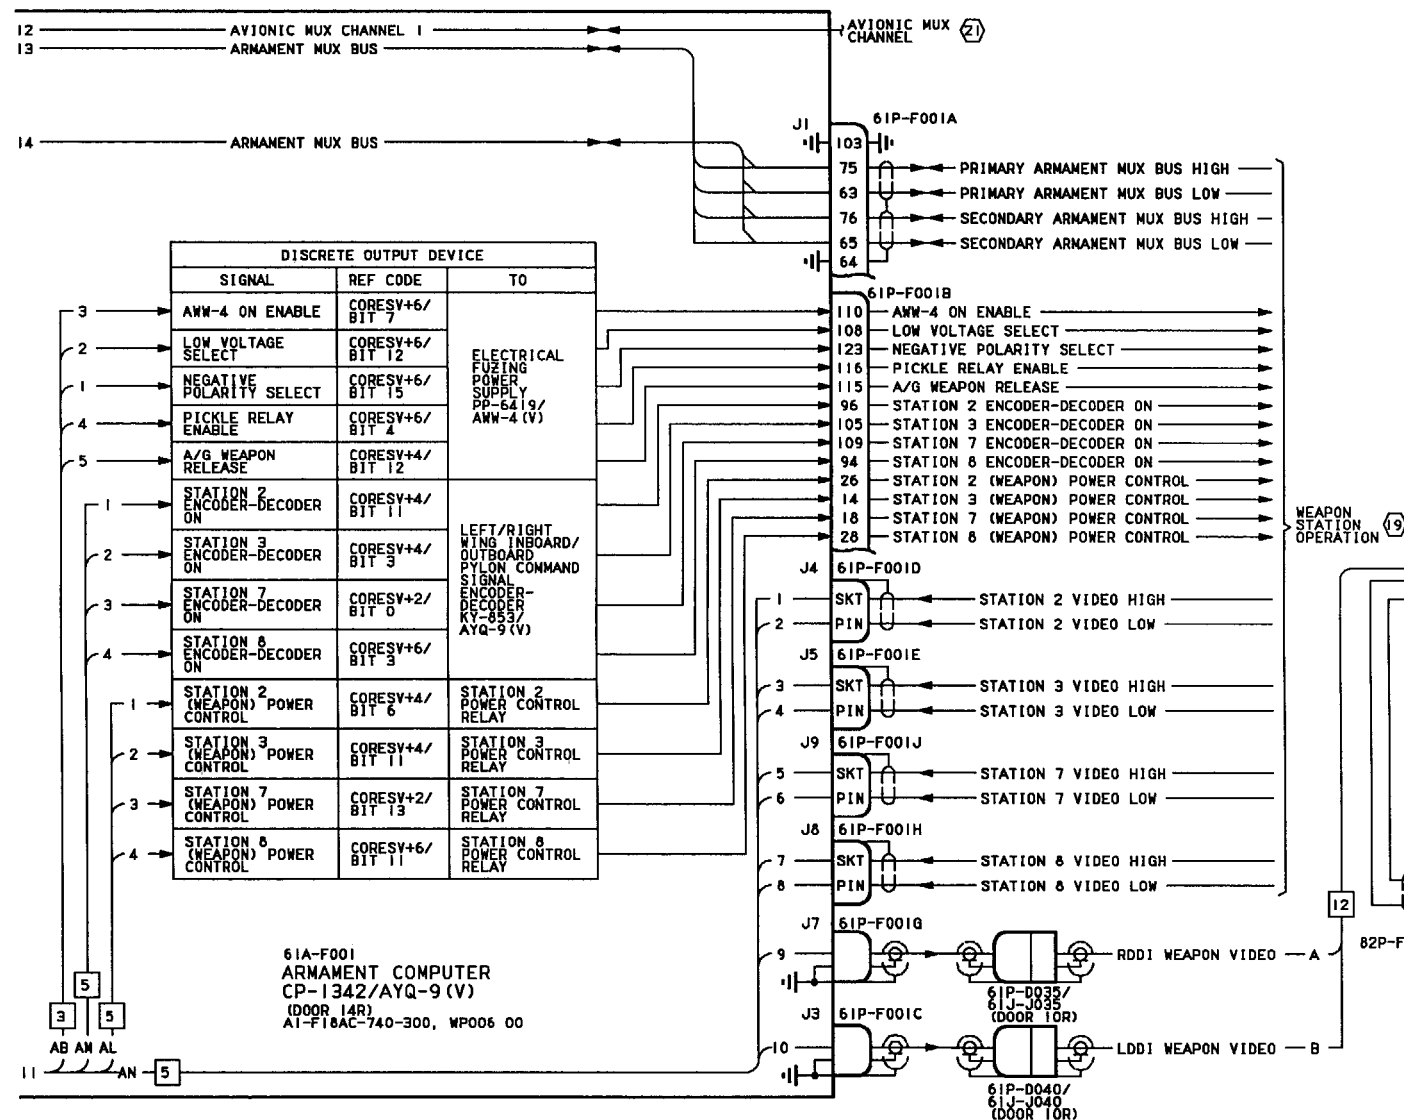 12 AVIONIC MUX CHANNEL 1
AVIONIC MUX
CHANNEL
21
13 ARMAMENT MUX BUS
14 ARMAMENT MUX BUS
J1
61P-F001A
103
75 PRIMARY ARMAMENT MUX BUS HIGH
63 PRIMARY ARMAMENT MUX BUS LOW
76 SECONDARY ARMAMENT MUX BUS HIGH
65 SECONDARY ARMAMENT MUX BUS LOW
64
DISCRETE OUTPUT DEVICE
SIGNAL REF CODE TO
3 AWW-4 ON ENABLE CORESV+6/
BIT 7
2 LOW VOLTAGE
SELECT
CORESV+6/
BIT 12
1 NEGATIVE
POLARITY SELECT
CORESV+6/
BIT 15
4 PICKLE RELAY
ENABLE
CORESV+6/
BIT 4
5 A/G WEAPON
RELEASE
CORESV+4/
BIT 12
ELECTRICAL
FUZING
POWER
SUPPLY
PP-6419/
AWW-4(V)
1 STATION 2
ENCODER-DECODER
ON
CORESV+4/
BIT 11
2 STATION 3
ENCODER-DECODER
ON
CORESV+4/
BIT 3
3 STATION 7
ENCODER-DECODER
ON
CORESV+2/
BIT 0
4 STATION 8
ENCODER-DECODER
ON
CORESV+6/
BIT 3
LEFT/RIGHT
WING INBOARD/
OUTBOARD
PYLON COMMAND
SIGNAL
ENCODER-
DECODER
KY-853/
AYQ-9(V)
1 STATION 2
(WEAPON) POWER
CONTROL
CORESV+4/
BIT 6
STATION 2
POWER CONTROL
RELAY
2 STATION 3
(WEAPON) POWER
CONTROL
CORESV+4/
BIT 11
STATION 3
POWER CONTROL
RELAY
3 STATION 7
(WEAPON) POWER
CONTROL
CORESV+2/
BIT 13
STATION 7
POWER CONTROL
RELAY
4 STATION 8
(WEAPON) POWER
CONTROL
CORESV+6/
BIT 11
STATION 8
POWER CONTROL
RELAY
61P-F001B
110 AWW-4 ON ENABLE
108 LOW VOLTAGE SELECT
123 NEGATIVE POLARITY SELECT
116 PICKLE RELAY ENABLE
115 A/G WEAPON RELEASE
96 STATION 2 ENCODER-DECODER ON
105 STATION 3 ENCODER-DECODER ON
109 STATION 7 ENCODER-DECODER ON
94 STATION 8 ENCODER-DECODER ON
26 STATION 2 (WEAPON) POWER CONTROL
14 STATION 3 (WEAPON) POWER CONTROL
18 STATION 7 (WEAPON) POWER CONTROL
28 STATION 8 (WEAPON) POWER CONTROL
WEAPON
STATION
OPERATION
19
J4 61P-F001D
1 SKT STATION 2 VIDEO HIGH
2 PIN STATION 2 VIDEO LOW
J5 61P-F001E
3 SKT STATION 3 VIDEO HIGH
4 PIN STATION 3 VIDEO LOW
J9 61P-F001J
5 SKT STATION 7 VIDEO HIGH
6 PIN STATION 7 VIDEO LOW
J8 61P-F001H
7 SKT STATION 8 VIDEO HIGH
8 PIN STATION 8 VIDEO LOW
12
82P-F
J7 61P-F001G
9 RDDI WEAPON VIDEO A
61P-D035/
61J-J035
(DOOR 10R)
J3 61P-F001C
10 LDDI WEAPON VIDEO B
61P-D040/
61J-J040
(DOOR 10R)
61A-F001
ARMAMENT COMPUTER
CP-1342/AYQ-9(V)
(DOOR 14R)
A1-F18AC-740-300, WP006 00
5
3 5
AB AM AL
11 AN 5